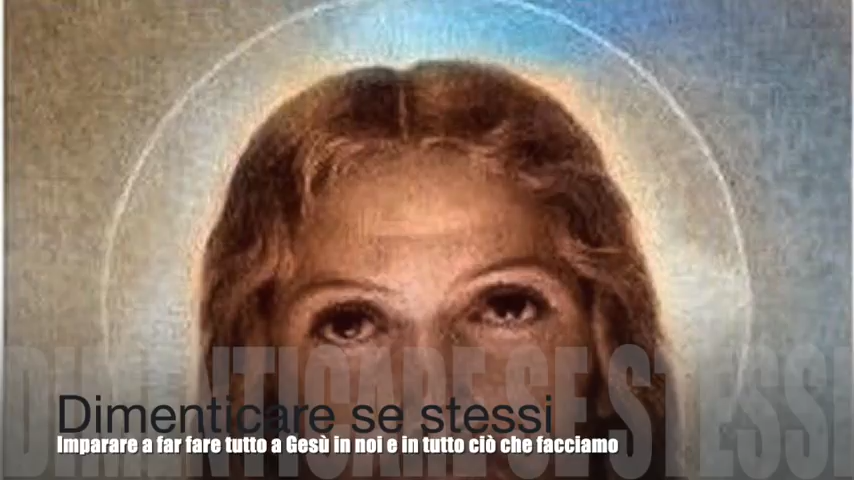 DIMENTICARE SE STESSI
Dimenticare se stessi
Imparare a far fare tutto a Gesù in noi e in tutto ciò che facciamo